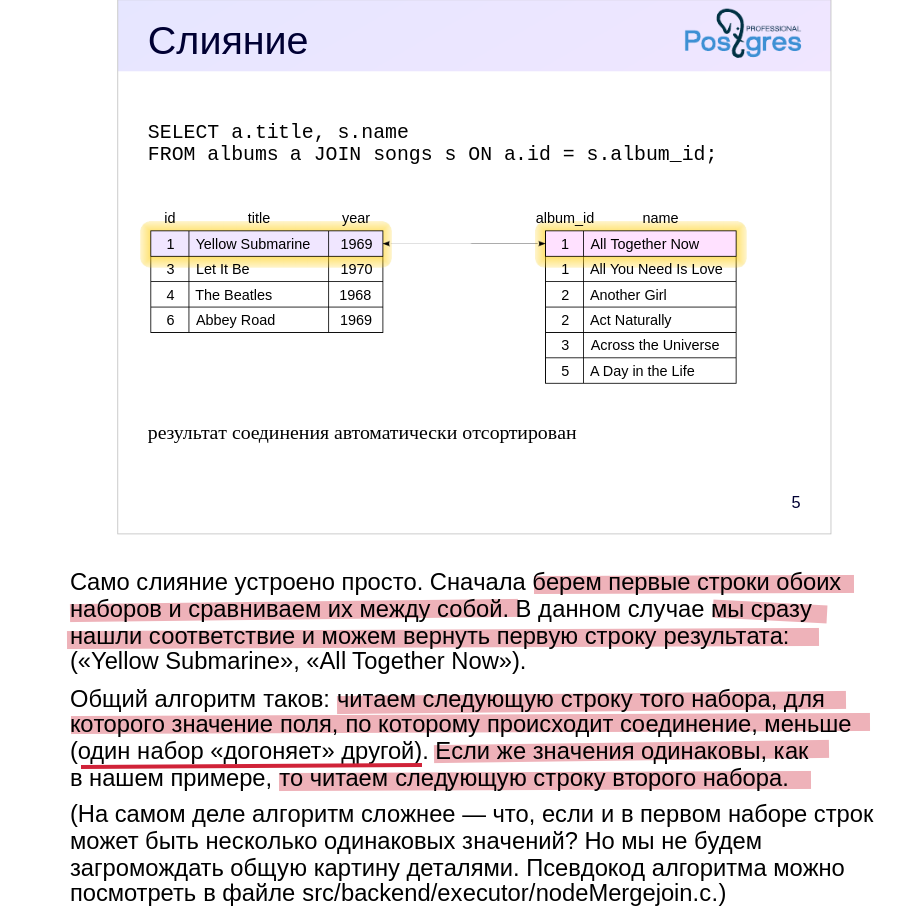 Слияние
PROFESSIONAL
Postgres
SELECT a.title, s.name
FROM albums a JOIN songs s ON a.id = s.album_id;
id title year
1 Yellow Submarine 1969
3 Let It Be 1970
4 The Beatles 1968
6 Abbey Road 1969
album_id name
1 All Together Now
1 All You Need Is Love
2 Another Girl
2 Act Naturally
3 Across the Universe
5 A Day in the Life
результат соединения автоматически отсортирован
5
Само слияние устроено просто. Сначала берем первые строки обоих
наборов и сравниваем их между собой. В данном случае мы сразу
нашли соответствие и можем вернуть первую строку результата:
(«Yellow Submarine», «All Together Now»).
Общий алгоритм таков: читаем следующую строку того набора, для
которого значение поля, по которому происходит соединение, меньше
(один набор «догоняет» другой). Если же значения одинаковы, как
в нашем примере, то читаем следующую строку второго набора.
(На самом деле алгоритм сложнее — что, если и в первом наборе строк
может быть несколько одинаковых значений? Но мы не будем
загромождать общую картину деталями. Псевдокод алгоритма можно
посмотреть в файле src/backend/executor/nodeMergejoin.c.)